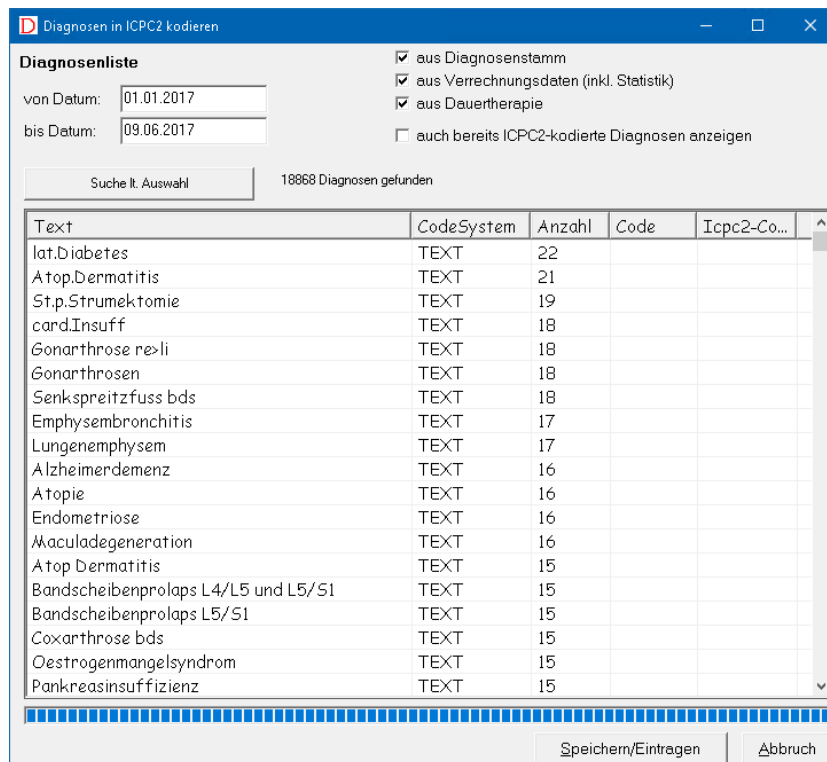 Diagnosen in ICPC2 kodieren
Diagnosenliste
aus Diagnosenstamm
aus Verrechnungsdaten (inkl. Statistik)
von Datum: 01.01.2017
aus Dauertherapie
bis Datum: 09.06.2017
auch bereits ICPC2-kodierte Diagnosen anzeigen
Suche lt. Auswahl 18868 Diagnosen gefunden
Text CodeSystem Anzahl Code Icpc2-Co...
lat.Diabetes TEXT 22
Atop.Dermatitis TEXT 21
St.p.Strumektomie TEXT 19
card.Insuff TEXT 18
Gonarthrose re>li TEXT 18
Gonarthrosen TEXT 18
Senkspreitzfuss bds TEXT 18
Emphysembronchitis TEXT 17
Lungenemphysem TEXT 17
Alzheimerdemenz TEXT 16
Atopie TEXT 16
Endometriose TEXT 16
Maculadegeneration TEXT 16
Atop Dermatitis TEXT 15
Bandscheibenprolaps L4/L5 und L5/S1 TEXT 15
Bandscheibenprolaps L5/S1 TEXT 15
Coxarthrose bds TEXT 15
Oestrogenmangelsyndrom TEXT 15
Pankreasinsuffizienz TEXT 15
Speichern/Eintragen Abbruch